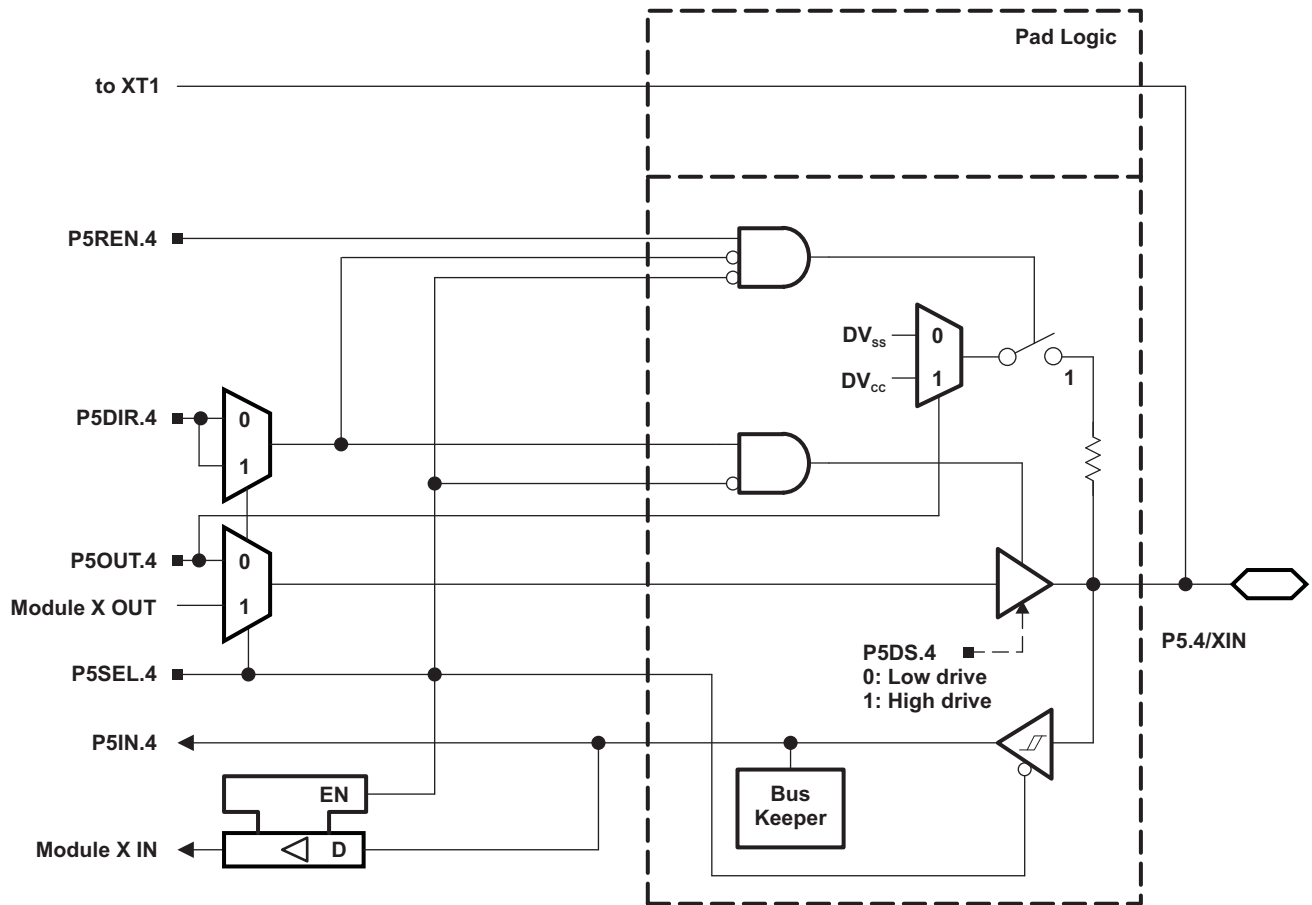 Pad Logic
to XT1
P5REN.4
DVSS
0
DVCC
1
1
P5DIR.4
0
1
P5OUT.4
0
Module X OUT
1
P5DS.4
0: Low drive
1: High drive
P5.4/XIN
P5SEL.4
P5IN.4
EN
Bus
Keeper
Module X IN
D